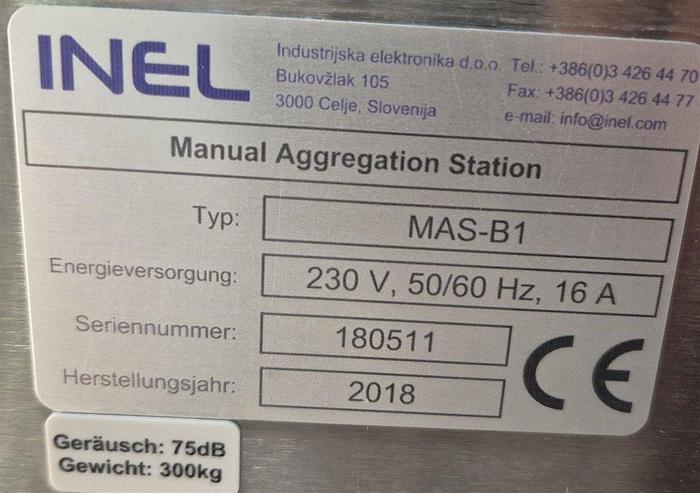 INEL
Industrijska elektronika d.o.o. Tel.: +386(0)3 426 44 70
Bukovžlak 105 Fax: +386(0)3 426 44 77
3000 Celje, Slovenija e-mail: info@inel.com
Manual Aggregation Station
Typ: MAS-B1
Energieversorgung: 230 V, 50/60 Hz, 16 A
Seriennummer: 180511
Herstellungsjahr: 2018
CE
Geräusch: 75dB
Gewicht: 300kg